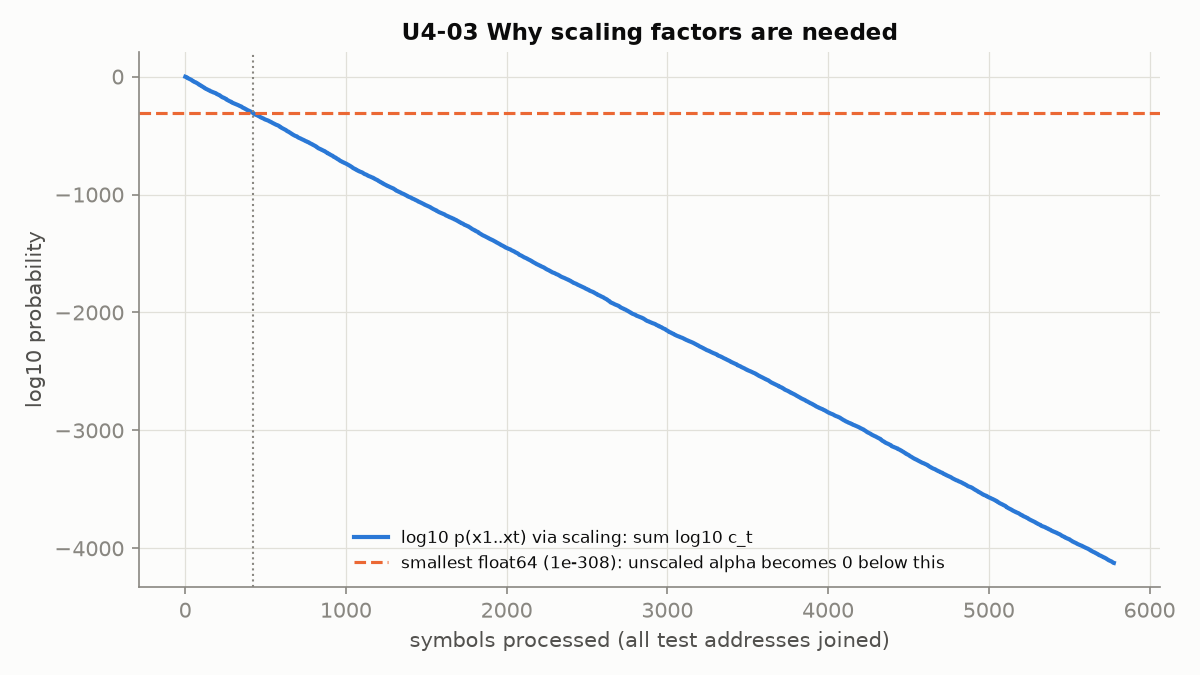 U4-03 Why scaling factors are needed
log10 probability
0
−1000
−2000
−3000
−4000
log10 p(x1..xt) via scaling: sum log10 c_t
smallest float64 (1e-308): unscaled alpha becomes 0 below this
0 1000 2000 3000 4000 5000 6000
symbols processed (all test addresses joined)